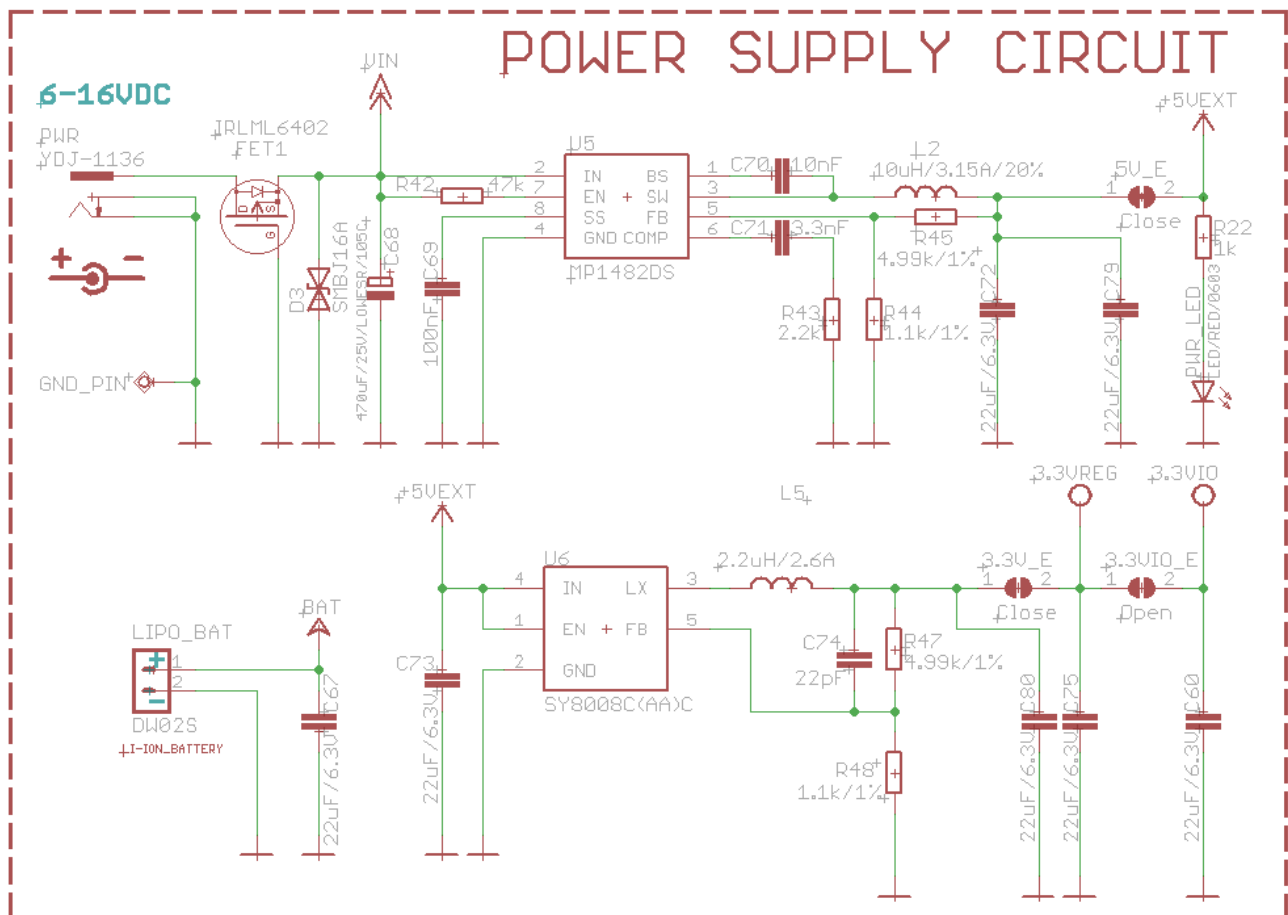 POWER SUPPLY CIRCUIT
6-16VDC
PWR
YDJ-1136
VIN
IRLML6402
FET1
D
S
G
+
-
GND_PIN
D3
SMBJ16A
C68
470uF/25V/LOWESR/105C
R42
47k
C69
100nF
U5
2
7
8
4
IN
EN
SS
GND
BS
SW
FB
COMP
1
3
5
6
MP1482DS
C70
10nF
C71
3.3nF
L2
10uH/3.15A/20%
R45
4.99k/1%
R43
2.2k
R44
1.1k/1%
C72
22uF/6.3V
C79
22uF/6.3V
5V_E
1
2
Close
+5VEXT
R22
1k
PWR_LED
LED/RED/0603
+5VEXT
L5
3.3VREG
3.3VIO
U6
4
1
2
IN
EN
GND
LX
FB
3
5
SY8008C(AA)C
2.2uH/2.6A
3.3V_E
1
2
Close
3.3VIO_E
1
2
Open
BAT
LIPO_BAT
+
1
2
-
DW02S
LI-ION_BATTERY
C67
22uF/6.3V
C73
22uF/6.3V
C74
22pF
R47
4.99k/1%
R48
1.1k/1%
C80
22uF/6.3V
C75
22uF/6.3V
C60
22uF/6.3V